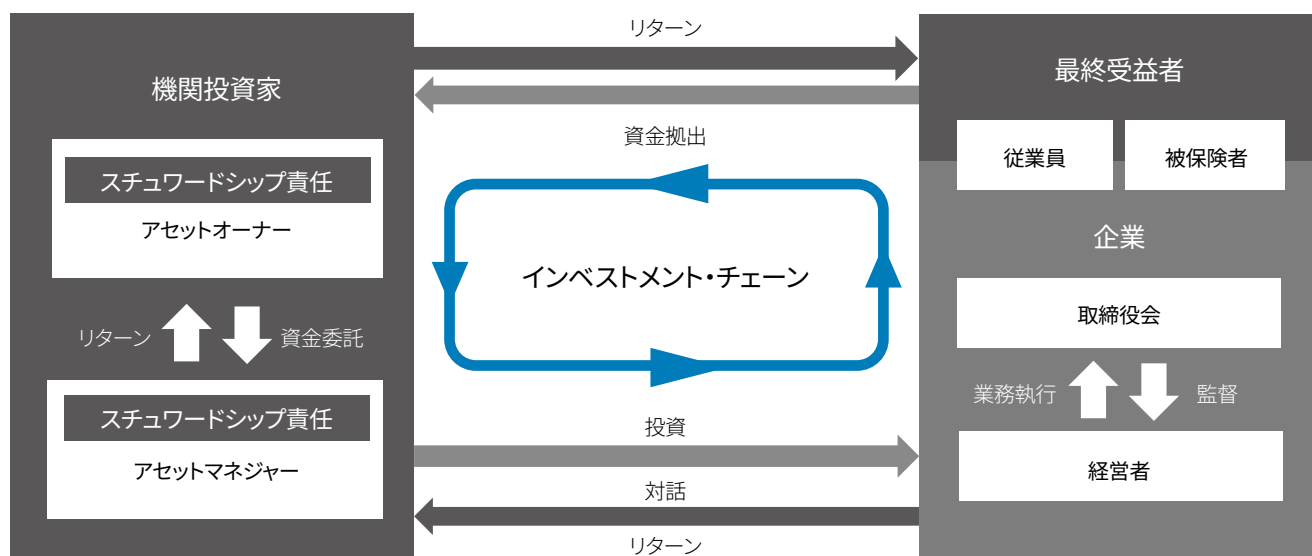 機関投資家
スチュワードシップ責任
アセットオーナー
リターン
資金委託
スチュワードシップ責任
アセットマネジャー
リターン
資金拠出
インベストメント・チェーン
投資
対話
リターン
最終受益者
従業員
被保険者
企業
取締役会
業務執行
監督
経営者